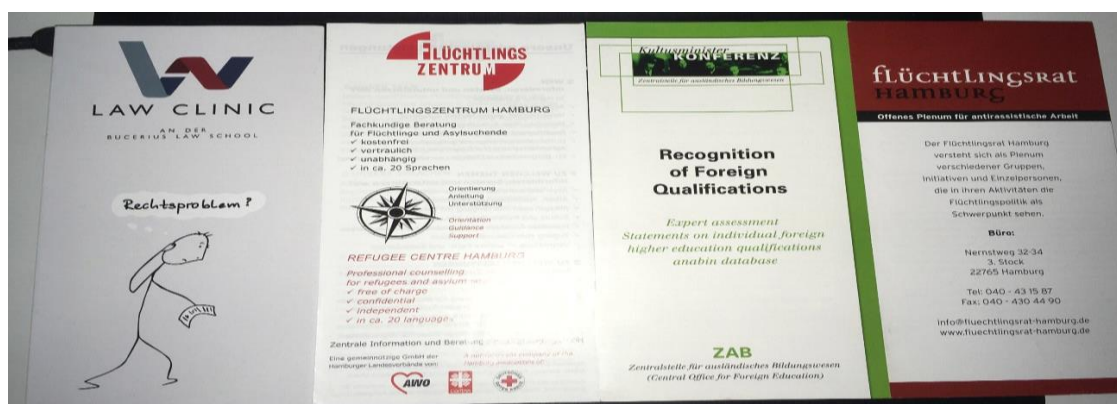 LAW CLINIC
AN DER
BUCERIUS LAW SCHOOL
Rechtsproblem?
FLÜCHTLINGS
ZENTRUM
FLÜCHTLINGSZENTRUM HAMBURG
Fachkundige Beratung
für Flüchtlinge und Asylsuchende
✓ kostenfrei
✓ vertraulich
✓ unabhängig
✓ in ca. 20 Sprachen
Orientierung
Anleitung
Unterstützung
Orientation
Guidance
Support
REFUGEE CENTRE HAMBURG
Professional counselling
for refugees and asylum
✓ free of charge
✓ confidential
✓ independent
✓ in ca. 20 language
Zentrale Information und
Eine gemeinnützige GmbH der
Hamburger Landesverbände von:
AWO
Kultusminister
KONFERENZ
Zentralstelle für ausländisches Bildungswesen
Recognition
of Foreign
Qualifications
Expert assessment
Statements on individual foreign
higher education qualifications
anabin database
ZAB
Zentralstelle für ausländisches Bildungswesen
(Central Office for Foreign Education)
fLÜCHtLINGSRat
HAMBURG
Offenes Plenum für antirassistische Arbeit
Der Flüchtlingsrat Hamburg
versteht sich als Plenum
verschiedener Gruppen,
Initiativen und Einzelpersonen,
die in ihren Aktivitäten die
Flüchtlingspolitik als
Schwerpunkt sehen.
Büro:
Nernstweg 32-34
3. Stock
22765 Hamburg
Tel: 040 - 43 15 87
Fax: 040 - 430 44 90
info@fluechtlingsrat-hamburg.de
www.fluechtlingsrat-hamburg.de